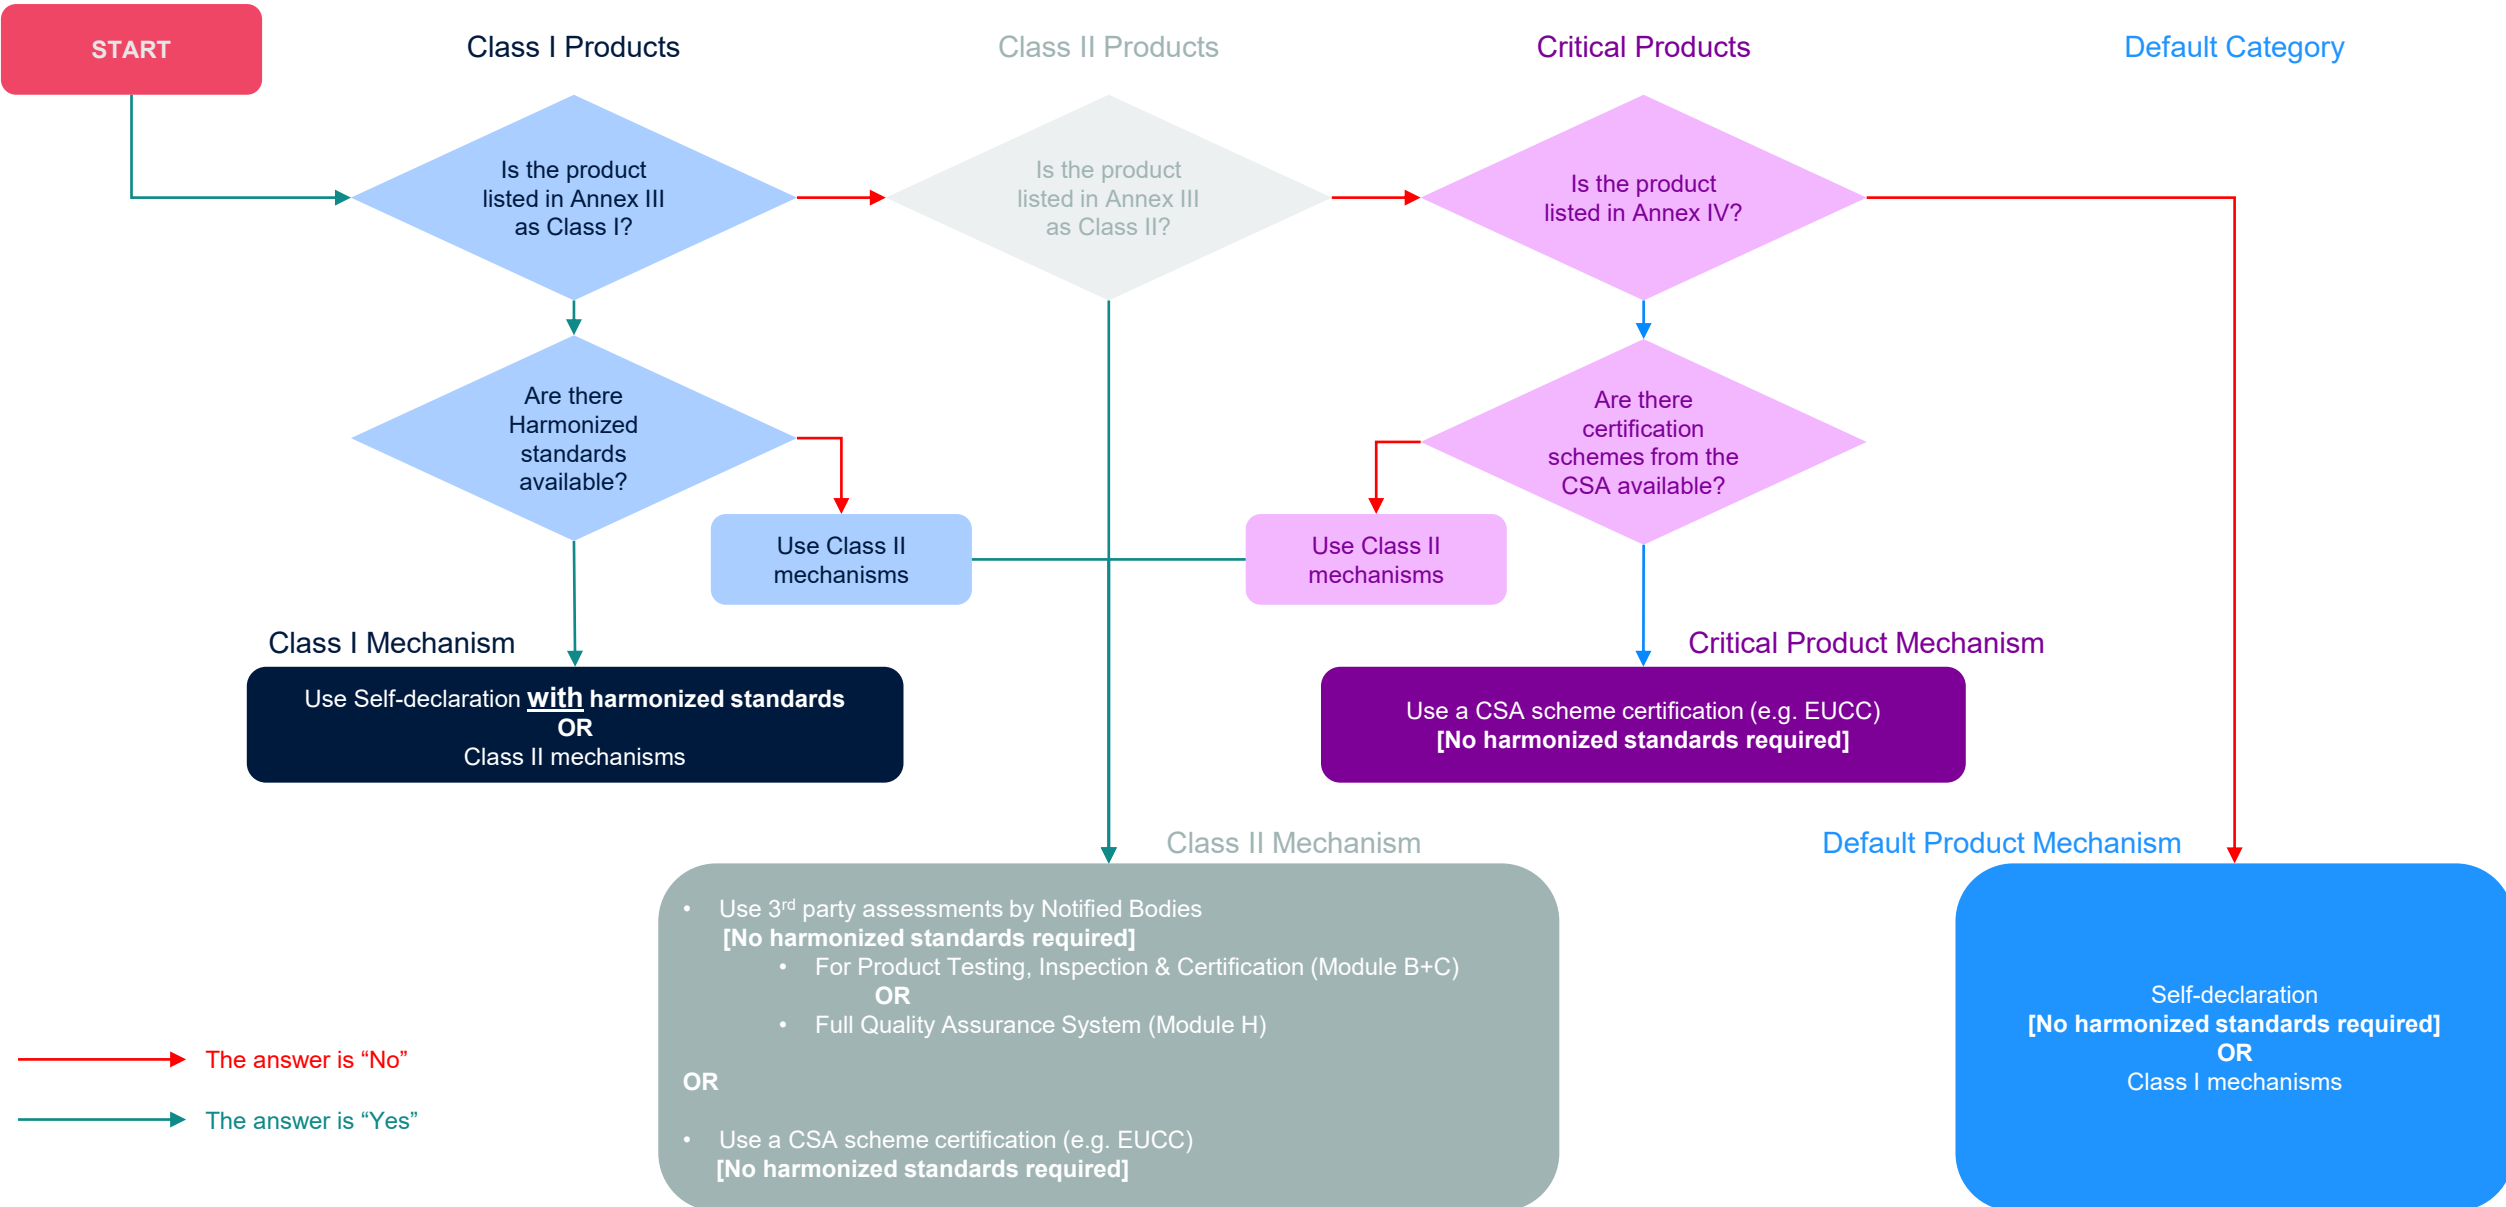 START
Class I Products
Class II Products
Critical Products
Default Category
Is the product
listed in Annex III
as Class I?
Is the product
listed in Annex III
as Class II?
Is the product
listed in Annex IV?
Are there
Harmonized
standards
available?
Are there
certification
schemes from the
CSA available?
Use Class II
mechanisms
Use Class II
mechanisms
Class I Mechanism
Use Self-declaration with harmonized standards
OR
Class II mechanisms
Critical Product Mechanism
Use a CSA scheme certification (e.g. EUCC)
[No harmonized standards required]
Class II Mechanism
• Use 3rd party assessments by Notified Bodies
[No harmonized standards required]
• For Product Testing, Inspection & Certification (Module B+C)
OR
• Full Quality Assurance System (Module H)
OR
• Use a CSA scheme certification (e.g. EUCC)
[No harmonized standards required]
Default Product Mechanism
Self-declaration
[No harmonized standards required]
OR
Class I mechanisms
The answer is “No”
The answer is “Yes”